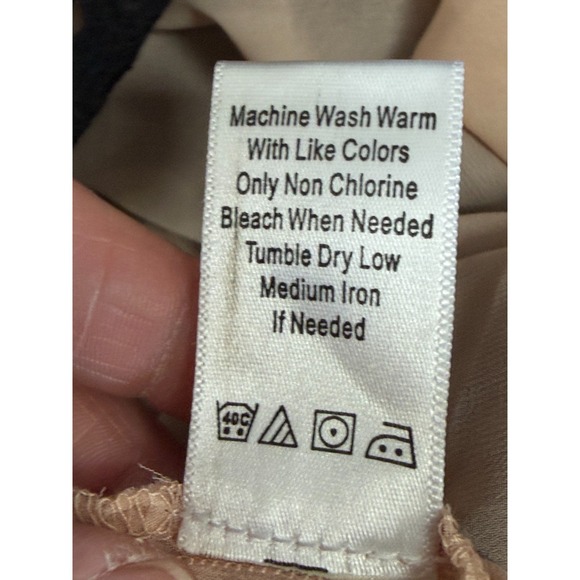 Machine Wash Warm
With Like Colors
Only Non Chlorine
Bleach When Needed
Tumble Dry Low
Medium Iron
If Needed
40C